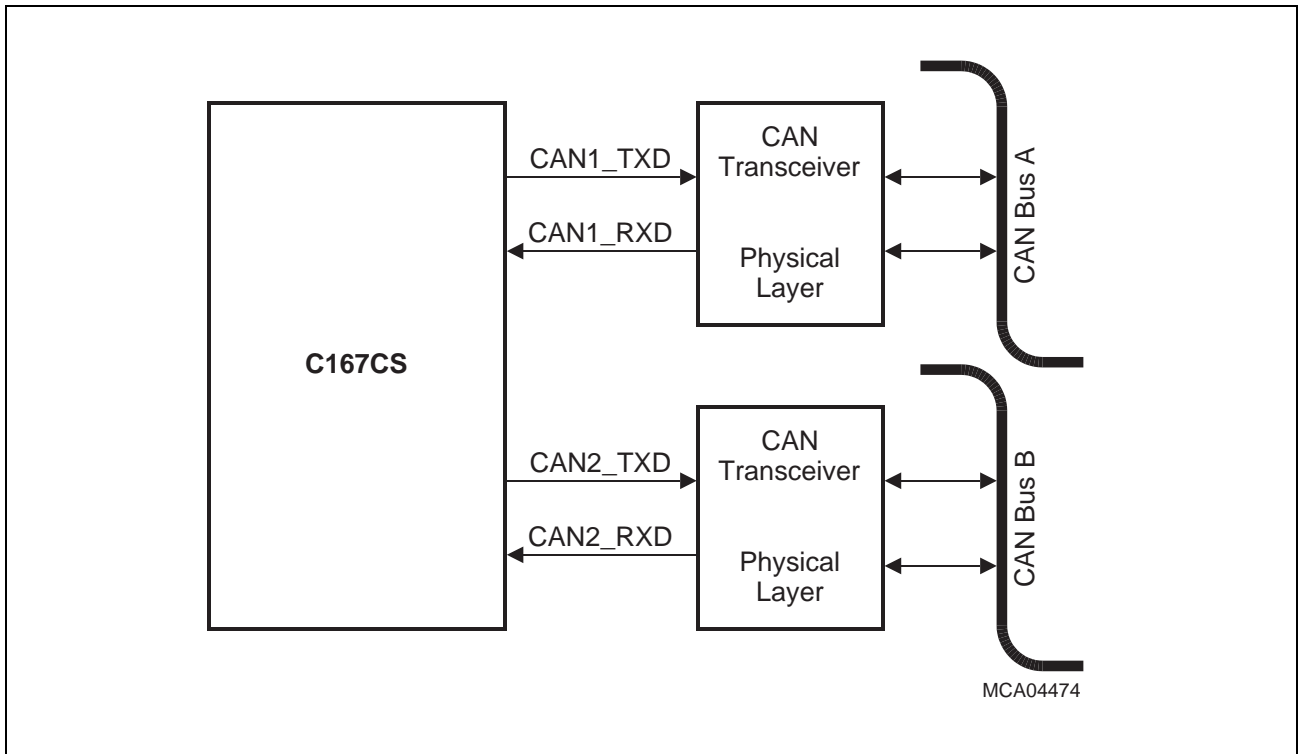 C167CS
CAN1_TXD
CAN1_RXD
CAN
Transceiver
Physical
Layer
CAN Bus A
CAN2_TXD
CAN2_RXD
CAN
Transceiver
Physical
Layer
CAN Bus B
MCA04474